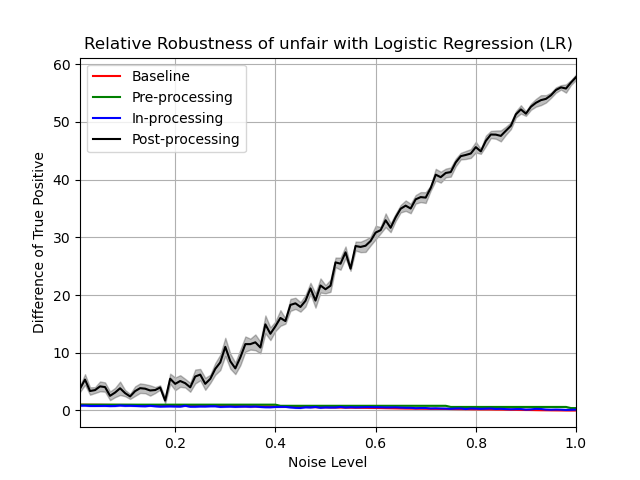 Relative Robustness of unfair with Logistic Regression (LR)
Baseline
Pre-processing
In-processing
Post-processing
Difference of True Positive
60
50
40
30
20
10
0
0.2
0.4
0.6
0.8
1.0
Noise Level